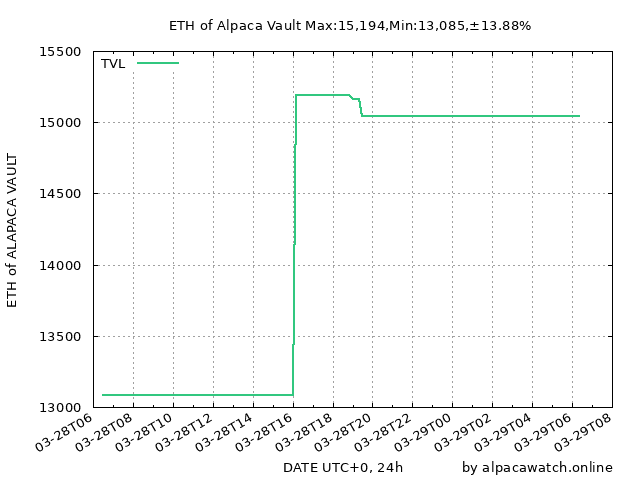 ETH of Alpaca Vault Max:15,194,Min:13,085,±13.88%
TVL
15500
15000
14500
14000
13500
13000
ETH of ALAPACA VAULT
03-28T06
03-28T08
03-28T10
03-28T12
03-28T14
03-28T16
03-28T18
03-28T20
03-28T22
03-29T00
03-29T02
03-29T04
03-29T06
03-29T08
DATE UTC+0, 24h
by alpacawatch.online